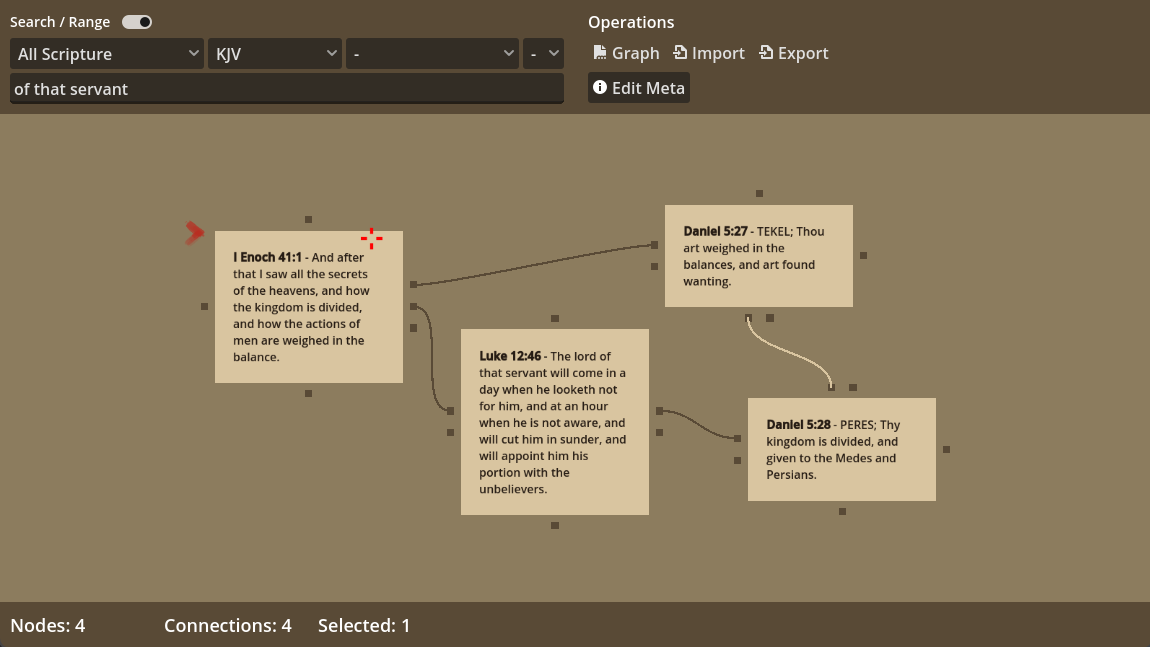 Search / Range
All Scripture
KJV
-
-
of that servant
Operations
Graph
Import
Export
Edit Meta
I Enoch 41:1 - And after
that I saw all the secrets
of the heavens, and how
the kingdom is divided,
and how the actions of
men are weighed in the
balance.
Daniel 5:27 - TEKEL; Thou
art weighed in the
balances, and art found
wanting.
Luke 12:46 - The lord of
that servant will come in a
day when he looketh not
for him, and at an hour
when he is not aware, and
will cut him in sunder, and
will appoint him his
portion with the
unbelievers.
Daniel 5:28 - PERES; Thy
kingdom is divided, and
given to the Medes and
Persians.
Nodes: 4
Connections: 4
Selected: 1